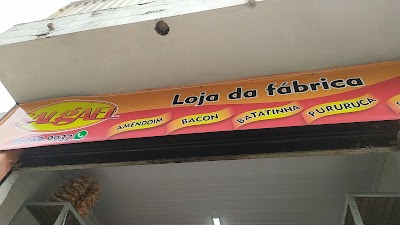 Loja da fábrica
AMENDOIM BACON BATATINHA PURURUCA